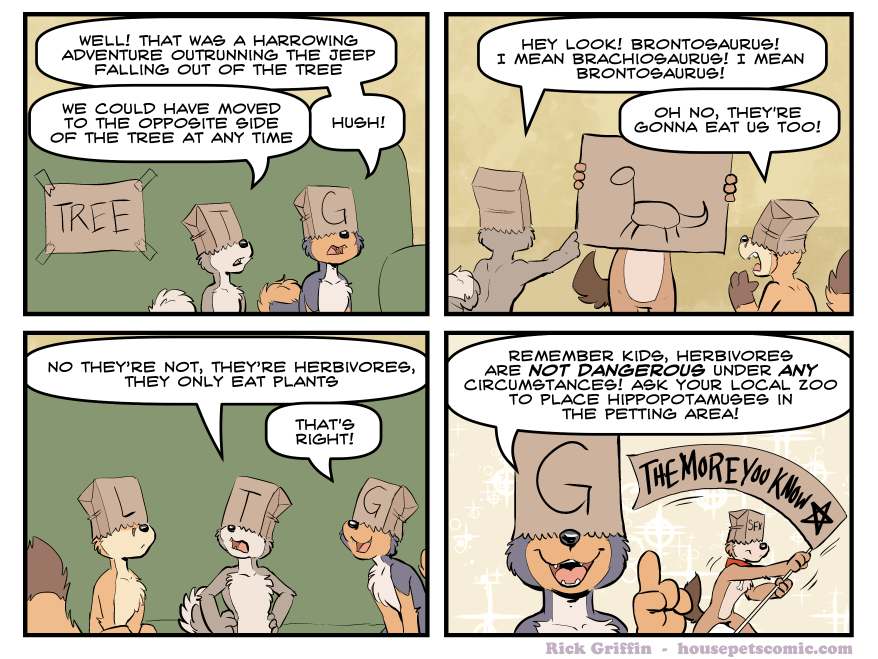 WELL! THAT WAS A HARROWING
ADVENTURE OUTRUNNING THE JEEP
FALLING OUT OF THE TREE
WE COULD HAVE MOVED
TO THE OPPOSITE SIDE
OF THE TREE AT ANY TIME
HUSH!
TREE
T
G
HEY LOOK! BRONTOSAURUS!
I MEAN BRACHIOSAURUS! I MEAN
BRONTOSAURUS!
OH NO, THEY'RE
GONNA EAT US TOO!
NO THEY'RE NOT, THEY'RE HERBIVORES,
THEY ONLY EAT PLANTS
THAT'S
RIGHT!
L
T
G
REMEMBER KIDS, HERBIVORES
ARE NOT DANGEROUS UNDER ANY
CIRCUMSTANCES! ASK YOUR LOCAL ZOO
TO PLACE HIPPOPOTAMUSES IN
THE PETTING AREA!
G
THE MORE YOU KNOW
SFX
Rick Griffin - housepetscomic.com